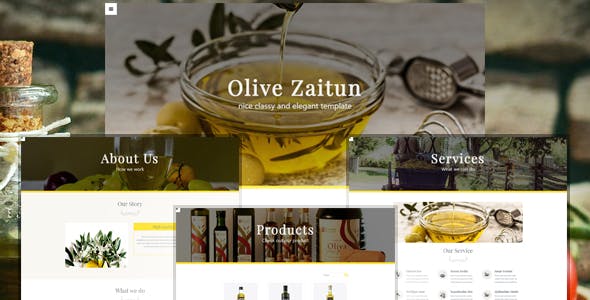 Olive Zaitun
nice classy and elegant template
About Us
How we work
Our Story
What we do
Services
What we can do
Our Service
Products
Check out our product
Oliva